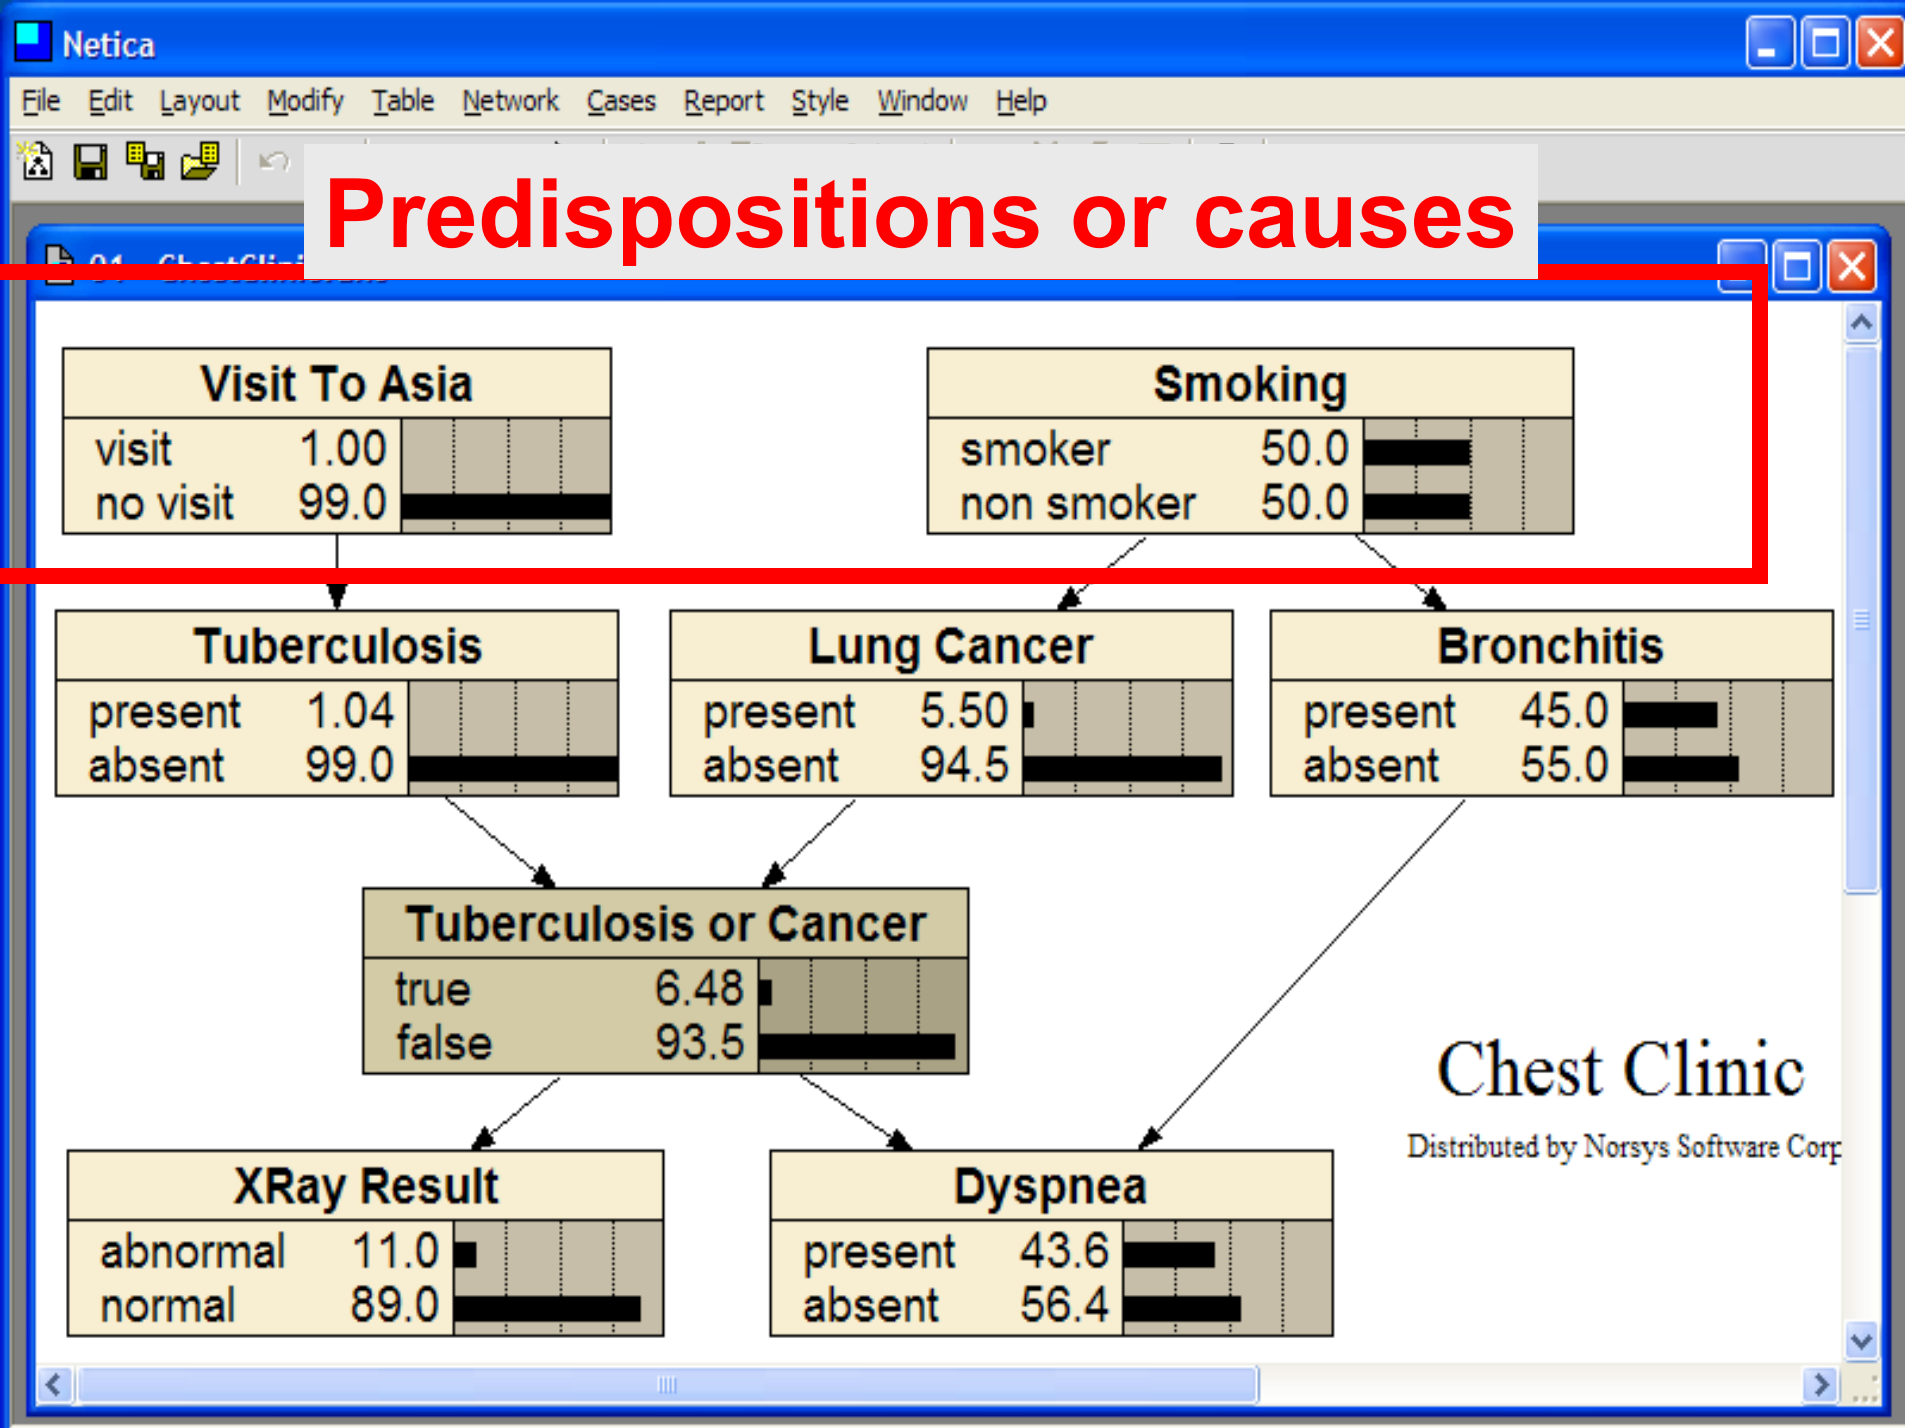 Netica
File Edit Layout Modify Table Network Cases Report Style Window Help
Predispositions or causes
Visit To Asia
visit 1.00
no visit 99.0
Smoking
smoker 50.0
non smoker 50.0
Tuberculosis
present 1.04
absent 99.0
Lung Cancer
present 5.50
absent 94.5
Bronchitis
present 45.0
absent 55.0
Tuberculosis or Cancer
true 6.48
false 93.5
Chest Clinic
Distributed by Norsys Software Corp
XRay Result
abnormal 11.0
normal 89.0
Dyspnea
present 43.6
absent 56.4